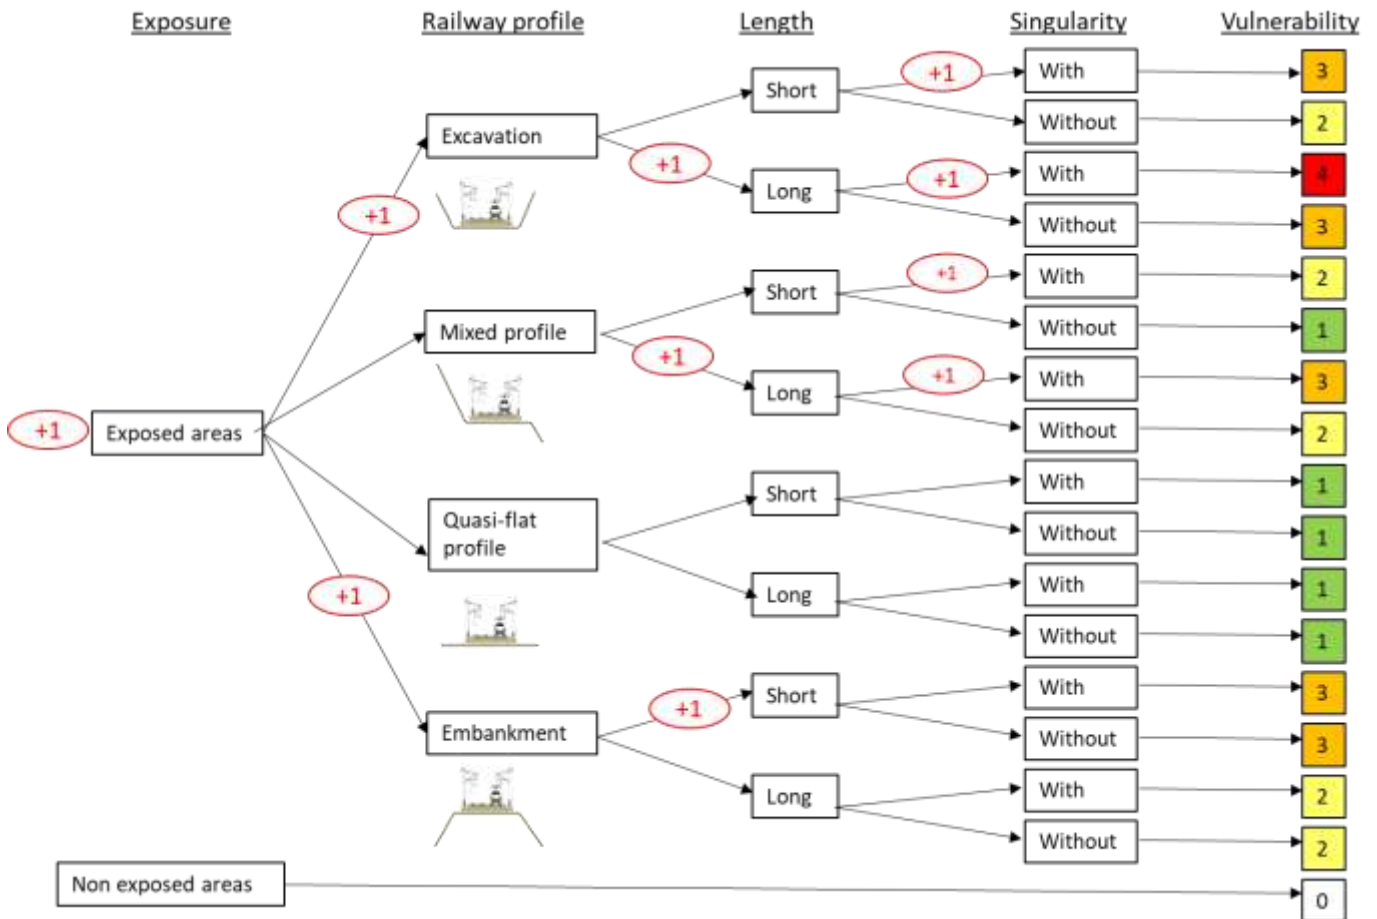 Exposure Railway profile Length Singularity Vulnerability
+1 With 3
Short
Without 2
Excavation
+1 +1 With 4
Long
+1
Without 3
+1 With 2
Short
Mixed profile Without 1
+1 +1 With 3
Long
+1 Exposed areas Without 2
Short With 1
Quasi-flat
profile Without 1
With 1
Long
+1
Without 1
+1 Short With 3
Embankment Without 3
Long With 2
Without 2
Non exposed areas 0